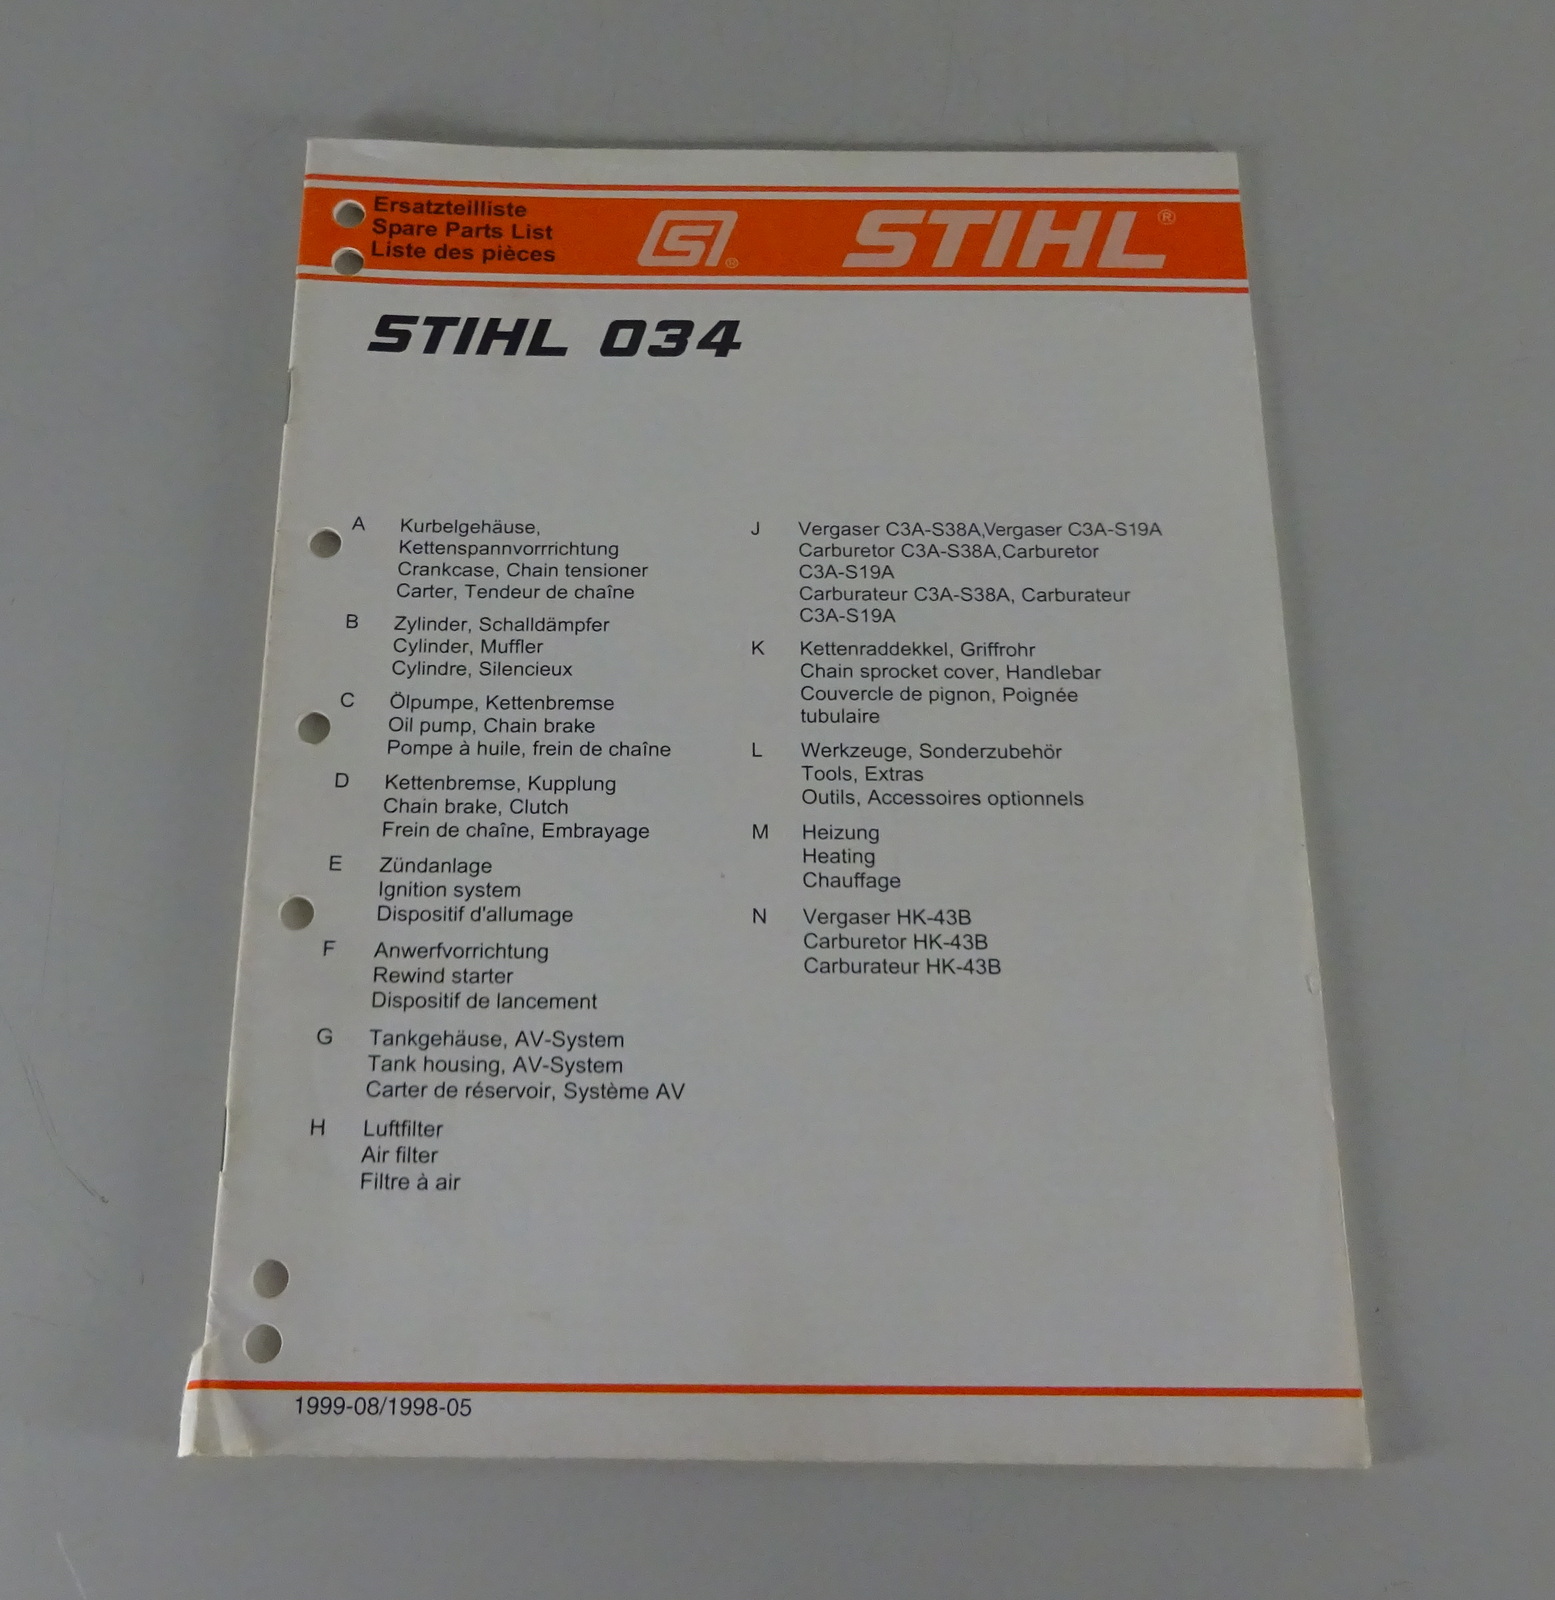 Ersatzteilliste
Spare Parts List
Liste des pièces
STIHL®
STIHL 034
A Kurbelgehäuse,
Kettenspannvorrrichtung
Crankcase, Chain tensioner
Carter, Tendeur de chaîne
B Zylinder, Schalldämpfer
Cylinder, Muffler
Cylindre, Silencieux
C Ölpumpe, Kettenbremse
Oil pump, Chain brake
Pompe à huile, frein de chaîne
D Kettenbremse, Kupplung
Chain brake, Clutch
Frein de chaîne, Embrayage
E Zündanlage
Ignition system
Dispositif d'allumage
F Anwerfvorrichtung
Rewind starter
Dispositif de lancement
G Tankgehäuse, AV-System
Tank housing, AV-System
Carter de réservoir, Système AV
H Luftfilter
Air filter
Filtre à air
J Vergaser C3A-S38A,Vergaser C3A-S19A
Carburetor C3A-S38A,Carburetor
C3A-S19A
Carburateur C3A-S38A, Carburateur
C3A-S19A
K Kettenraddekkel, Griffrohr
Chain sprocket cover, Handlebar
Couvercle de pignon, Poignée
tubulaire
L Werkzeuge, Sonderzubehör
Tools, Extras
Outils, Accessoires optionnels
M Heizung
Heating
Chauffage
N Vergaser HK-43B
Carburetor HK-43B
Carburateur HK-43B
1999-08/1998-05